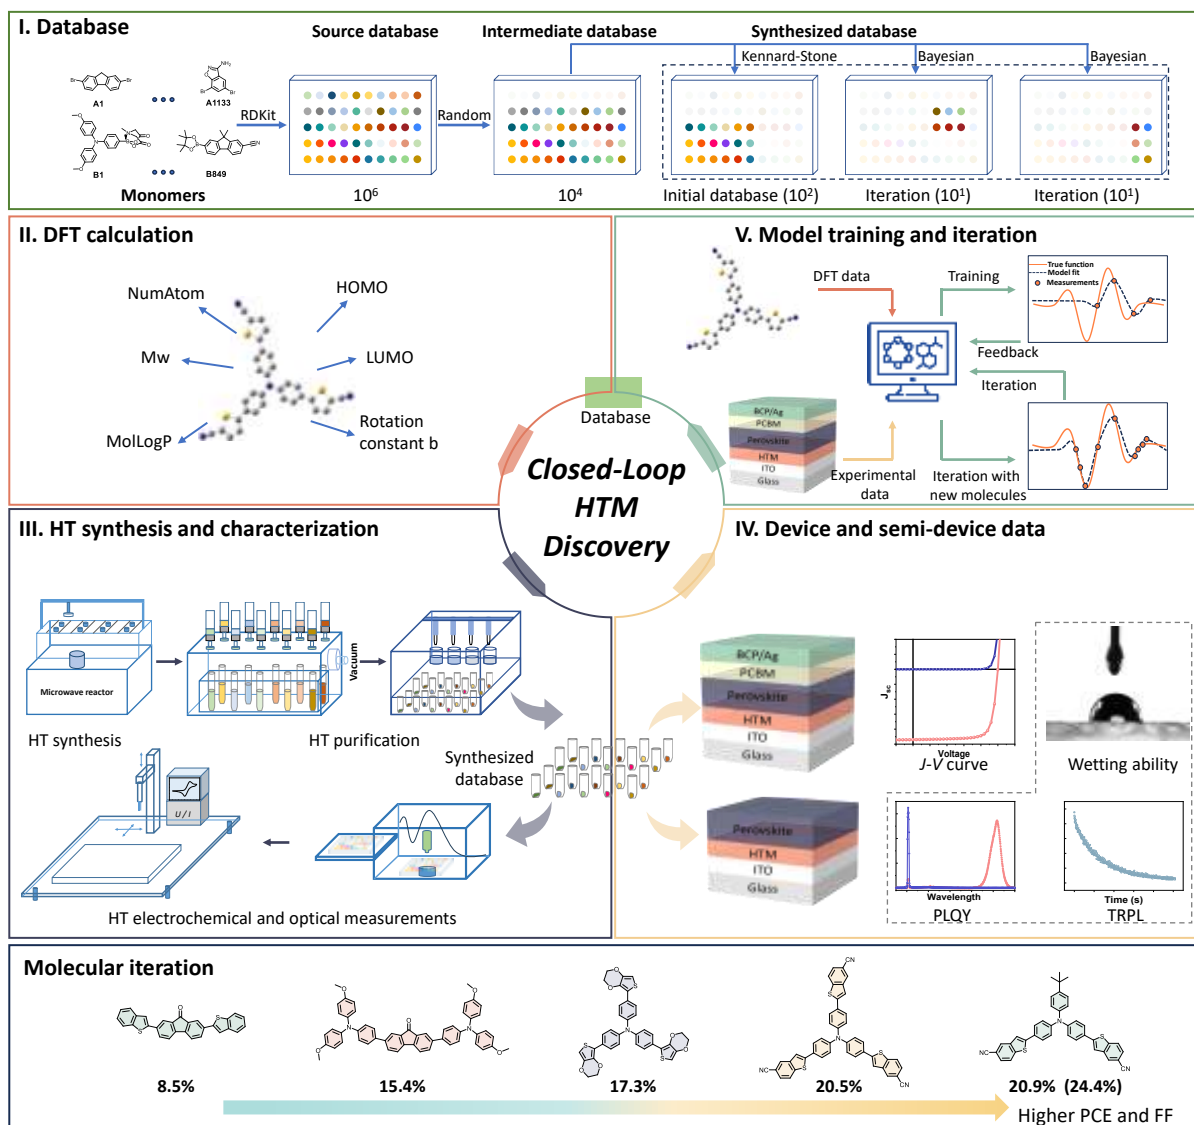 I. Database
Source database
Intermediate database
Synthesized database
Kennard-Stone
Bayesian
Bayesian
Br
Br
A1
NH2
N
O
Br
Br
A1133
RDKit
Random
B1
B849
Monomers
10⁶
10⁴
Initial database (10²)
Iteration (10¹)
Iteration (10¹)
II. DFT calculation
NumAtom
HOMO
Mw
LUMO
MolLogP
Rotation
constant b
V. Model training and iteration
DFT data
Training
True function
Model fit
Measurements
Feedback
Iteration
BCP/Ag
PCBM
Perovskite
HTM
ITO
Glass
Experimental
data
Iteration with
new molecules
Database
Closed-Loop
HTM
Discovery
III. HT synthesis and characterization
Microwave reactor
Vacuum
HT synthesis
HT purification
Synthesized
database
U/I
HT electrochemical and optical measurements
IV. Device and semi-device data
BCP/Ag
PCBM
Perovskite
HTM
ITO
Glass
Jsc
Voltage
J-V curve
Wetting ability
Perovskite
HTM
ITO
Glass
Wavelength
PLQY
Time (s)
TRPL
Molecular iteration
8.5%
15.4%
17.3%
20.5%
20.9% (24.4%)
Higher PCE and FF